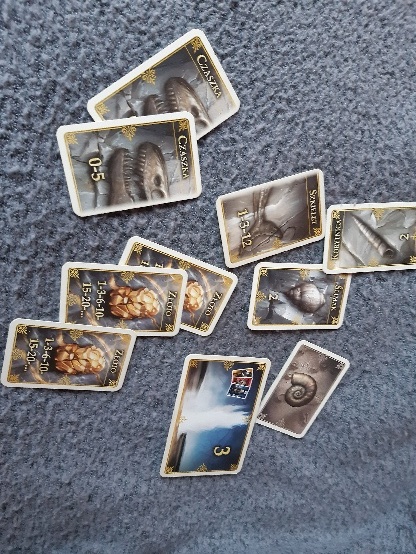 CZASZKA
CZASZKA
0-5
SZKIELET
1-3-12
2
ŚLIMAK
2
ZŁOTO
ZŁOTO
1-3-6-10-
15-20-...
ZŁOTO
1-3-6-10-
15-20-...
3